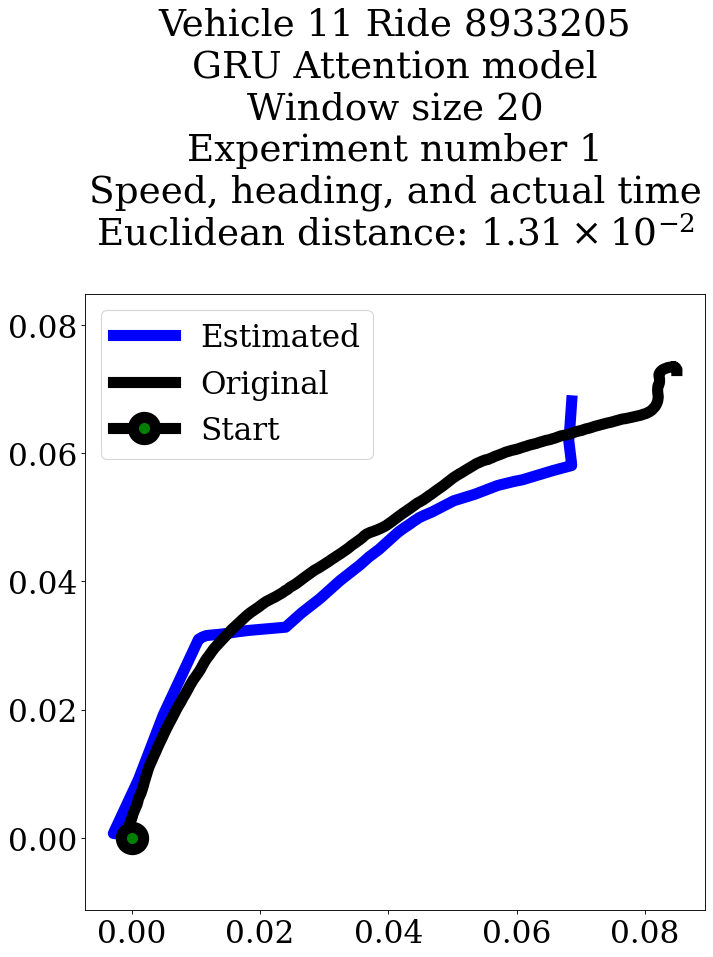 Vehicle 11 Ride 8933205
GRU Attention model
Window size 20
Experiment number 1
Speed, heading, and actual time
Euclidean distance: 1.31 × 10⁻²
Estimated
Original
Start
0.08
0.06
0.04
0.02
0.00
0.00 0.02 0.04 0.06 0.08